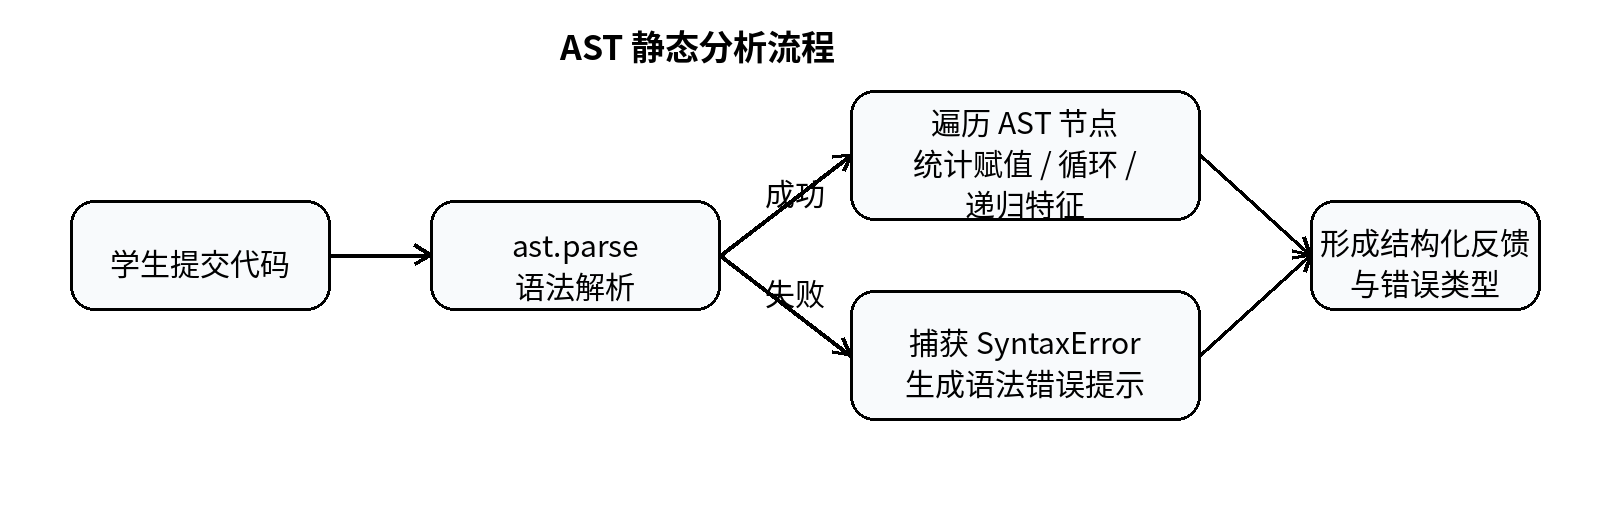 AST 静态分析流程
学生提交代码
ast.parse
语法解析
成功
失败
遍历 AST 节点
统计赋值 / 循环 /
递归特征
捕获 SyntaxError
生成语法错误提示
形成结构化反馈
与错误类型